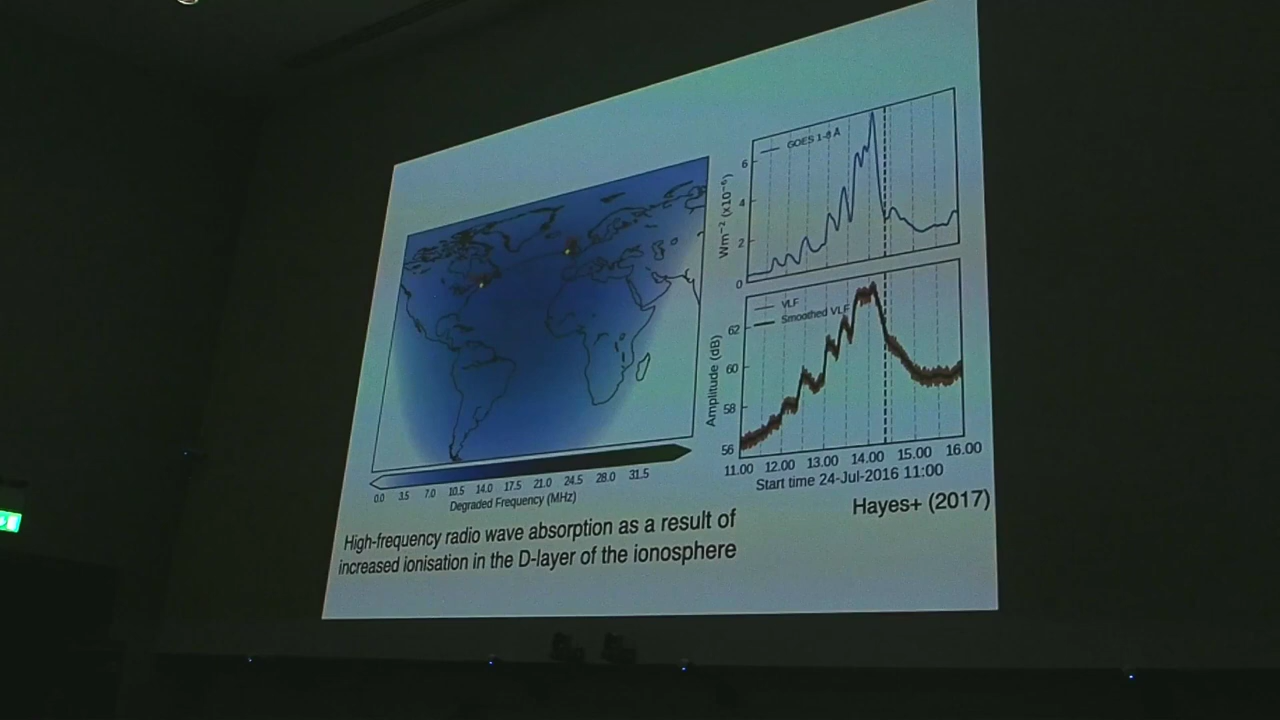 GOES 1-8 Å
Wm⁻² (x10⁻⁶)
6
4
2
0
VLF
Smoothed VLF
Amplitude (dB)
62
60
58
56
11.00 12.00 13.00 14.00 15.00 16.00
Start time 24-Jul-2016 11:00
0.0 3.5 7.0 10.5 14.0 17.5 21.0 24.5 28.0 31.5
Degraded Frequency (MHz)
Hayes+ (2017)
High-frequency radio wave absorption as a result of
increased ionisation in the D-layer of the ionosphere